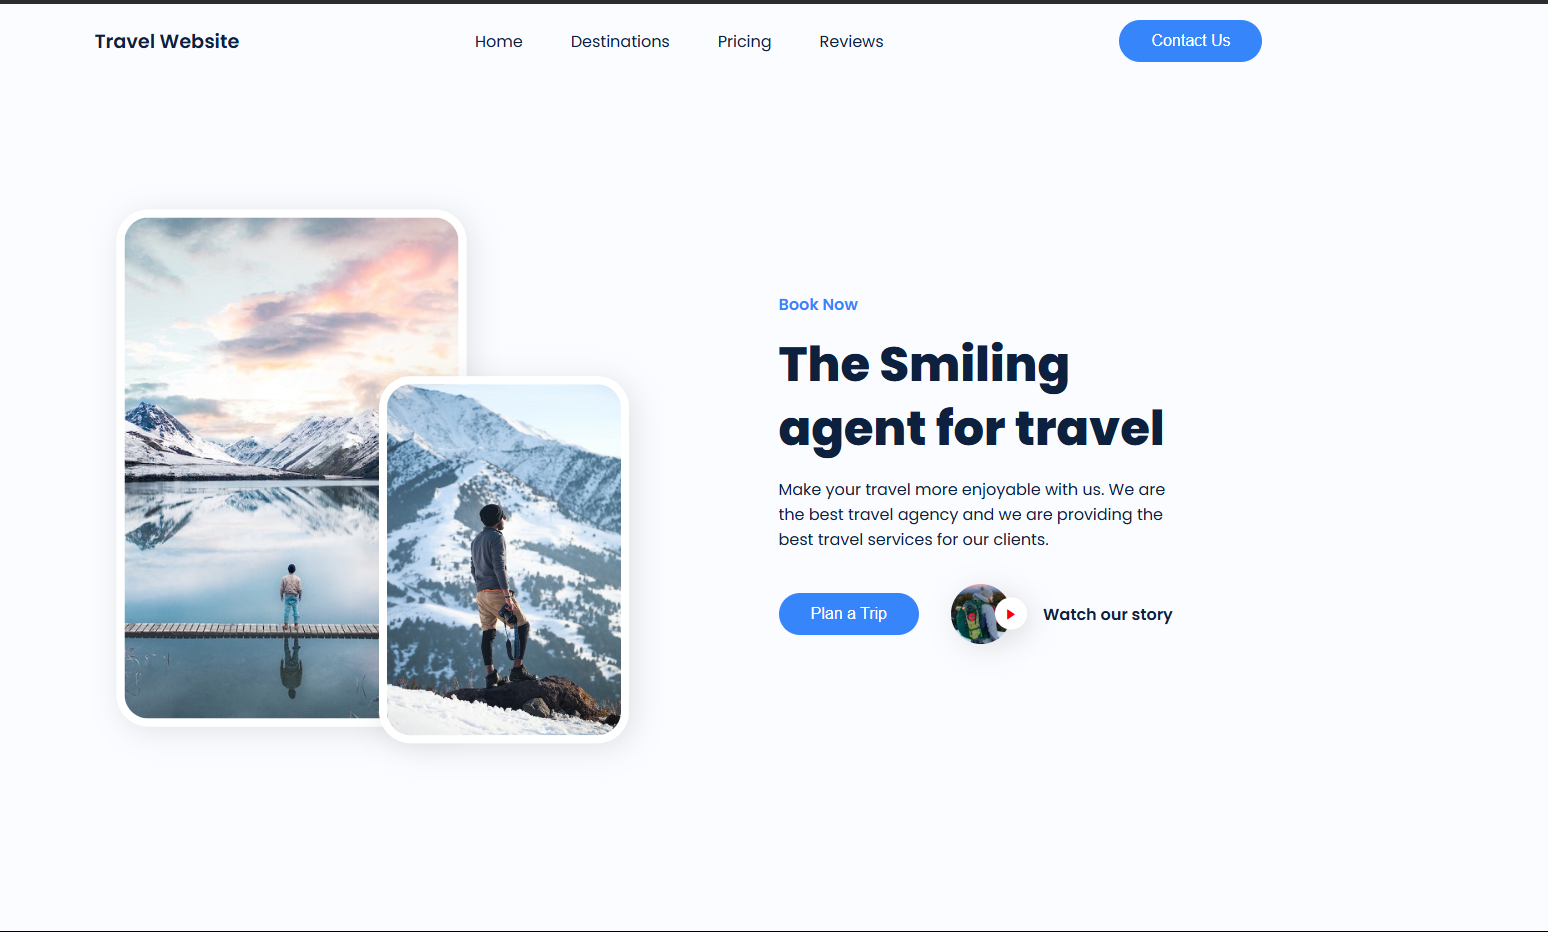 Travel Website
Home
Destinations
Pricing
Reviews
Contact Us
Book Now
The Smiling
agent for travel
Make your travel more enjoyable with us. We are
the best travel agency and we are providing the
best travel services for our clients.
Plan a Trip
Watch our story